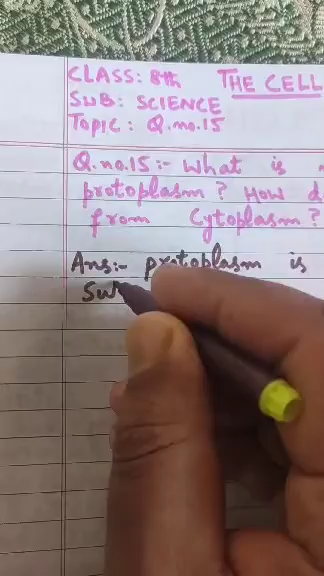 CLASS: 8th THE CELL
SUB: SCIENCE
TOPIC: Q.no.15
Q.no.15:- What is
protoplasm? How d
from Cytoplasm?
Ans:- protoplasm is
Su